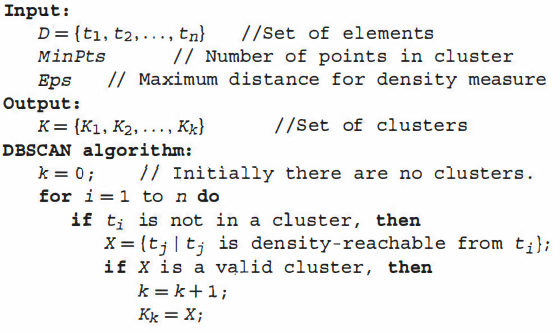 Input:
D = {t1, t2,..., tn} //Set of elements
MinPts // Number of points in cluster
Eps // Maximum distance for density measure
Output:
K = {K1, K2,..., Kk} //Set of clusters
DBSCAN algorithm:
k = 0; // Initially there are no clusters.
for i = 1 to n do
if ti is not in a cluster, then
X = {tj | tj is density-reachable from ti};
if X is a valid cluster, then
k = k + 1;
Kk = X;